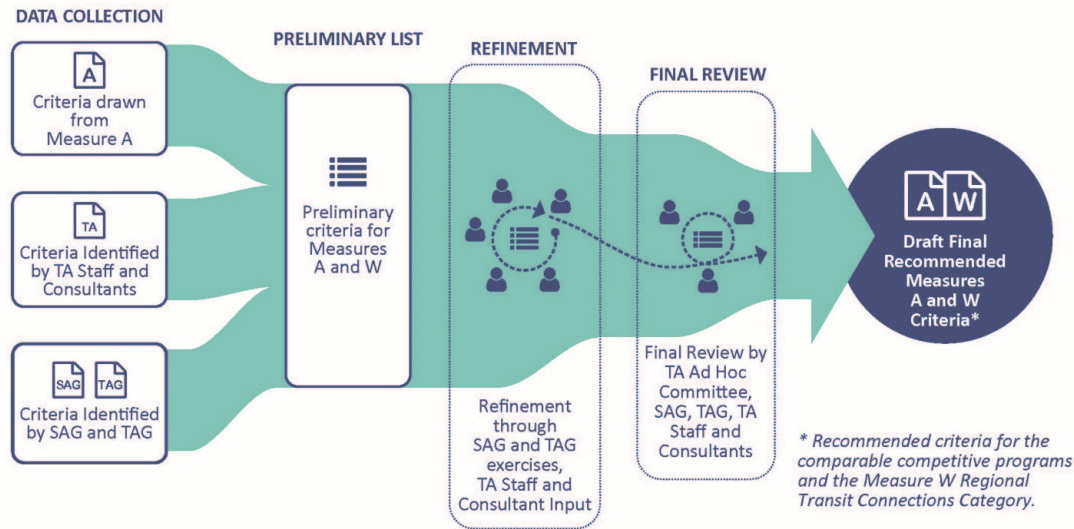 DATA COLLECTION
A
Criteria drawn
from
Measure A
TA
Criteria Identified
by TA Staff and
Consultants
SAG TAG
Criteria Identified
by SAG and TAG
PRELIMINARY LIST
Preliminary
criteria for
Measures
A and W
REFINEMENT
Refinement
through
SAG and TAG
exercises,
TA Staff and
Consultant Input
FINAL REVIEW
Final Review by
TA Ad Hoc
Committee,
SAG, TAG, TA
Staff and
Consultants
A W
Draft Final
Recommended
Measures
A and W
Criteria*
* Recommended criteria for the
comparable competitive programs
and the Measure W Regional
Transit Connections Category.